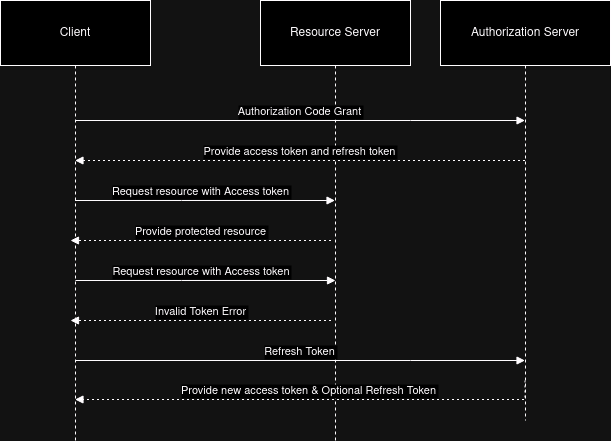 Client
Resource Server
Authorization Server
Authorization Code Grant
Provide access token and refresh token
Request resource with Access token
Provide protected resource
Request resource with Access token
Invalid Token Error
Refresh Token
Provide new access token & Optional Refresh Token